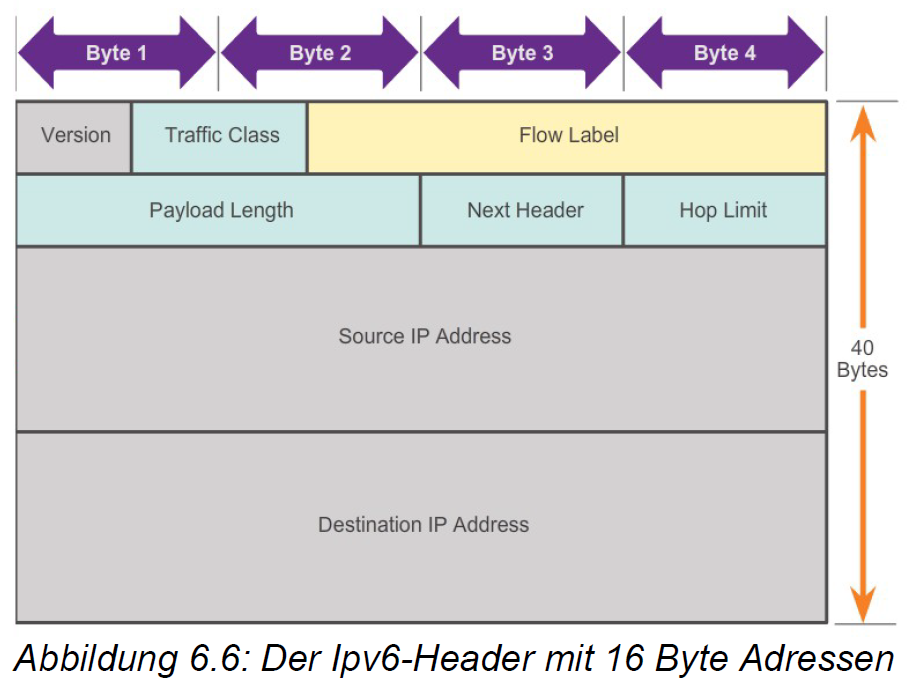 Byte 1 Byte 2 Byte 3 Byte 4
Version Traffic Class Flow Label
Payload Length Next Header Hop Limit
Source IP Address
40
Bytes
Destination IP Address
Abbildung 6.6: Der Ipv6-Header mit 16 Byte Adressen